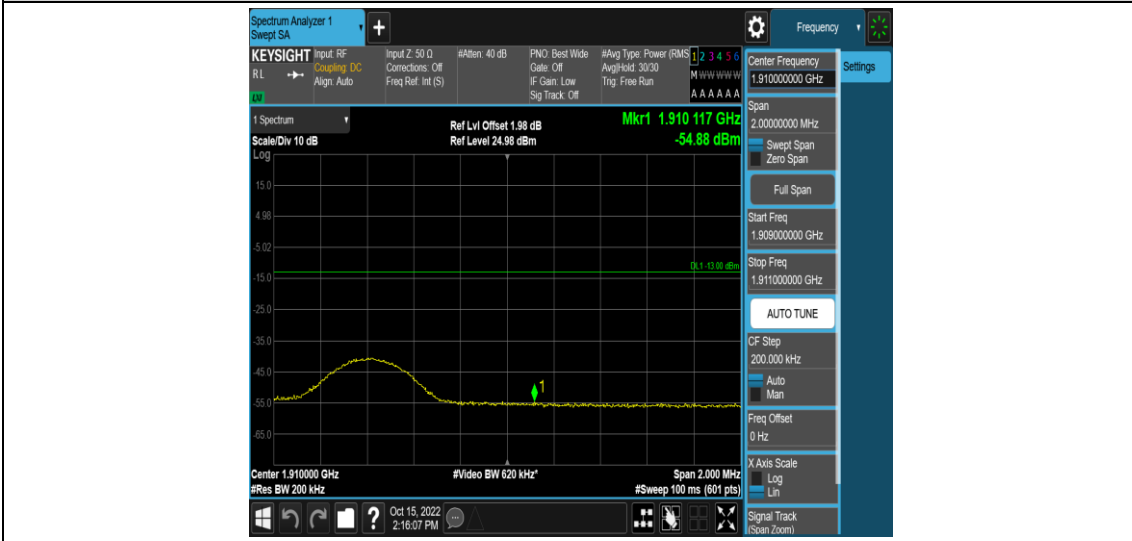 Spectrum Analyzer 1
Swept SA
+
Frequency
KEYSIGHT
RL
LM
Input: RF
Coupling: DC
Align: Auto
Input Z: 50 Ω
Corrections: Off
Freq Ref: Int (S)
#Atten: 40 dB
PNO: Best Wide
Gate: Off
IF Gain: Low
Sig Track: Off
#Avg Type: Power (RMS
Avg|Hold: 30/30
Trig: Free Run
1 2 3 4 5 6
M W W W W W
A A A A A A
1 Spectrum
Scale/Div 10 dB
Log
Ref Lvl Offset 1.98 dB
Ref Level 24.98 dBm
Mkr1 1.910 117 GHz
-54.88 dBm
15.0
4.98
-5.02
DL1 -13.00 dBm
-15.0
-25.0
-35.0
-45.0
1
-55.0
-65.0
Center 1.910000 GHz
#Res BW 200 kHz
#Video BW 620 kHz*
Span 2.000 MHz
#Sweep 100 ms (601 pts)
?
Oct 15, 2022
2:16:07 PM
Center Frequency
1.910000000 GHz
Settings
Span
2.00000000 MHz
Swept Span
Zero Span
Full Span
Start Freq
1.909000000 GHz
Stop Freq
1.911000000 GHz
AUTO TUNE
CF Step
200.000 kHz
Auto
Man
Freq Offset
0 Hz
X Axis Scale
Log
Lin
Signal Track
(Span Zoom)